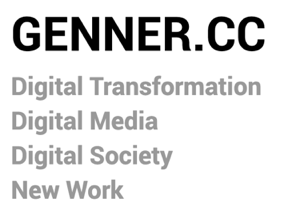 GENNER.CC
Digital Transformation
Digital Media
Digital Society
New Work